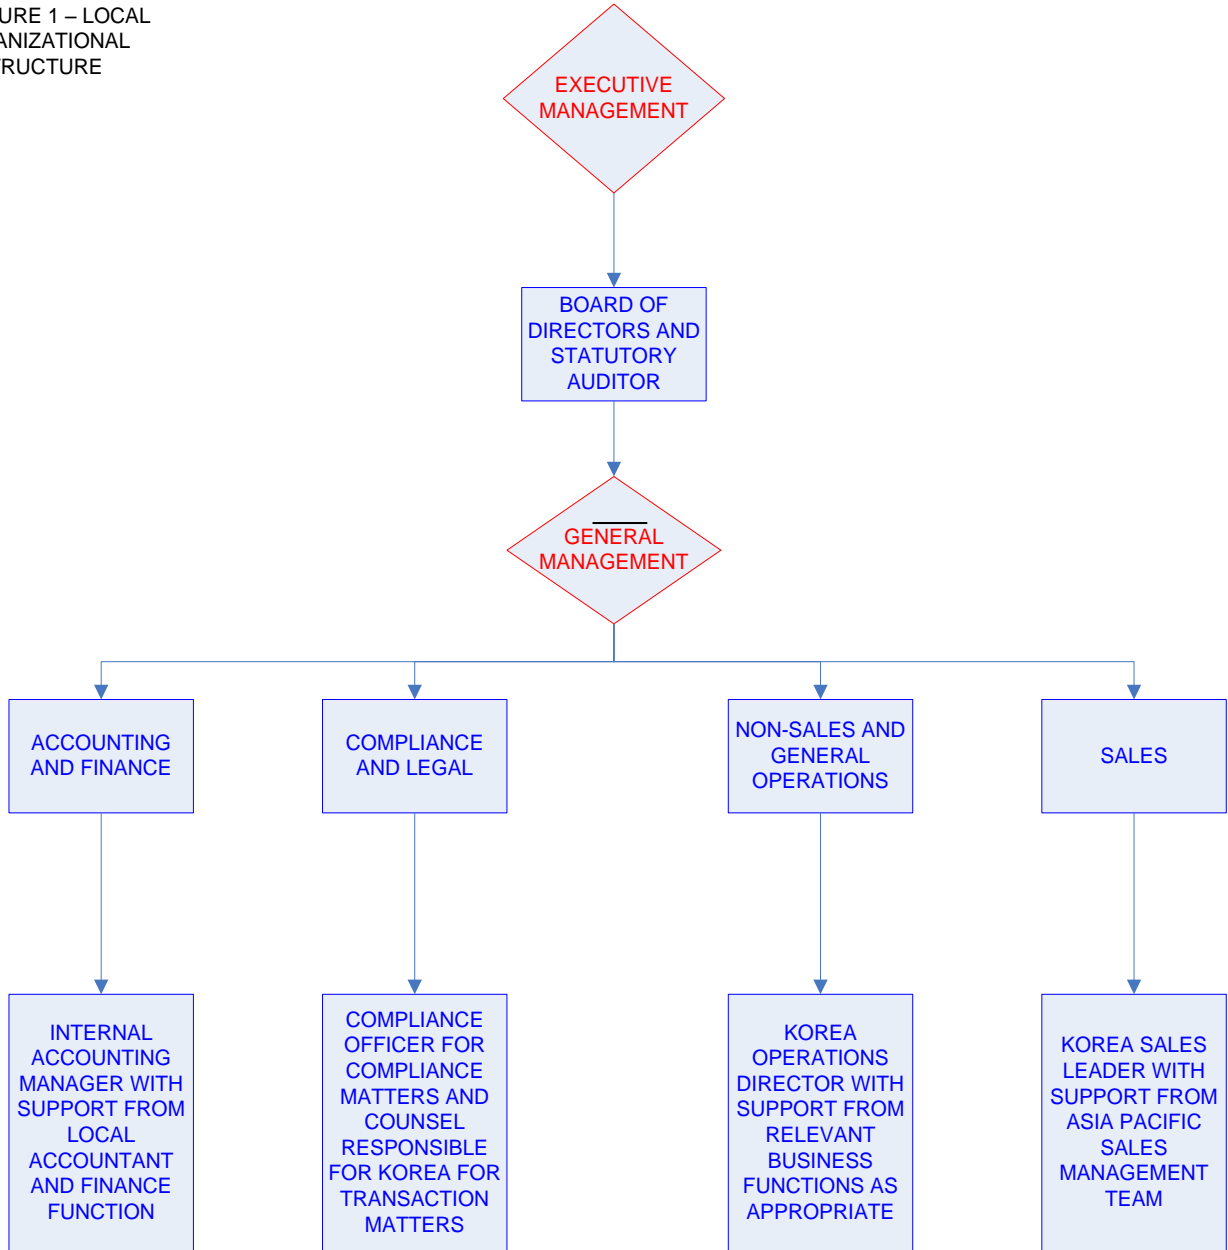 URE 1 – LOCAL
ANIZATIONAL
TRUCTURE
EXECUTIVE
MANAGEMENT
BOARD OF
DIRECTORS AND
STATUTORY
AUDITOR
GENERAL
MANAGEMENT
ACCOUNTING
AND FINANCE
COMPLIANCE
AND LEGAL
NON-SALES AND
GENERAL
OPERATIONS
SALES
INTERNAL
ACCOUNTING
MANAGER WITH
SUPPORT FROM
LOCAL
ACCOUNTANT
AND FINANCE
FUNCTION
COMPLIANCE
OFFICER FOR
COMPLIANCE
MATTERS AND
COUNSEL
RESPONSIBLE
FOR KOREA FOR
TRANSACTION
MATTERS
KOREA
OPERATIONS
DIRECTOR WITH
SUPPORT FROM
RELEVANT
BUSINESS
FUNCTIONS AS
APPROPRIATE
KOREA SALES
LEADER WITH
SUPPORT FROM
ASIA PACIFIC
SALES
MANAGEMENT
TEAM